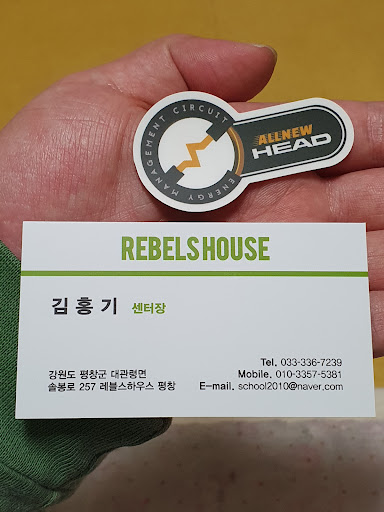 ENERGY MANAGEMENT CIRCUIT
ALLNEW
HEAD
REBELSHOUSE
김홍기 센터장
강원도 평창군 대관령면
솔봉로 257 레블스하우스 평창
Tel. 033-336-7239
Mobile. 010-3357-5381
E-mail. school2010@naver.com